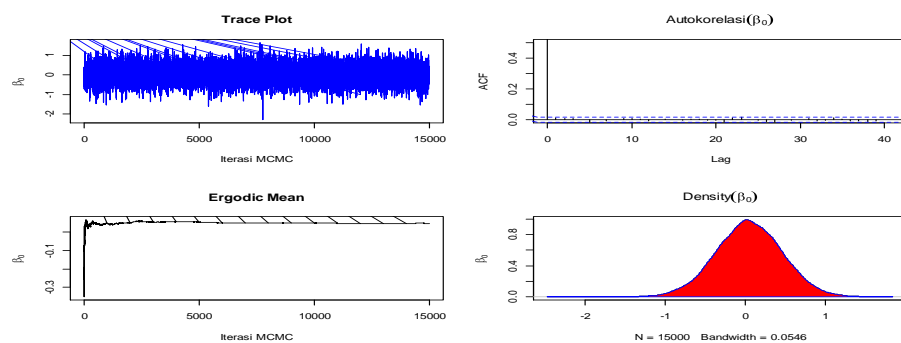 Trace Plot
β₀
1
0
-1
-2
0
5000
10000
15000
Iterasi MCMC
Autokorelasi(β₀)
ACF
0.4
0.2
0.0
0
10
20
30
40
Lag
Ergodic Mean
β₀
-0.1
-0.3
0
5000
10000
15000
Iterasi MCMC
Density(β₀)
β₀
0.8
0.4
0.0
-2
-1
0
1
N = 15000 Bandwidth = 0.0546